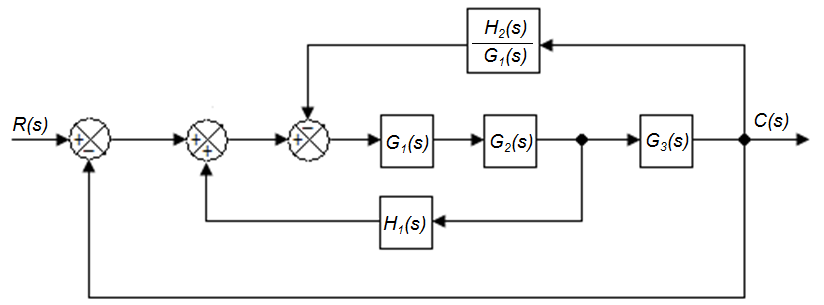 H₂(s)
G₁(s)
R(s)
+
−
+
+
−
+
G₁(s)
G₂(s)
G₃(s)
C(s)
H₁(s)